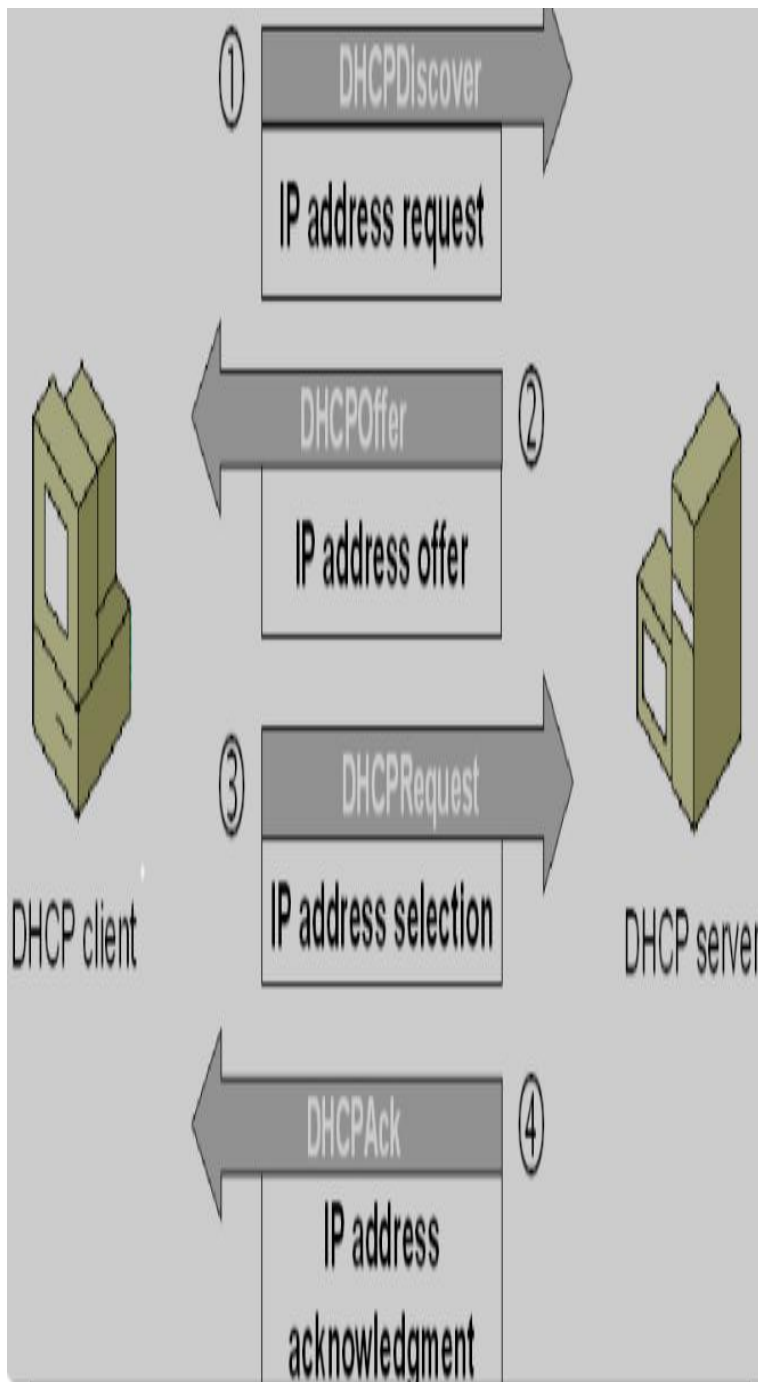 ①
DHCPDiscover
IP address request
DHCPOffer
②
IP address offer
③
DHCPRequest
IP address selection
DHCP client
DHCP server
DHCPAck
④
IP address
acknowledgment